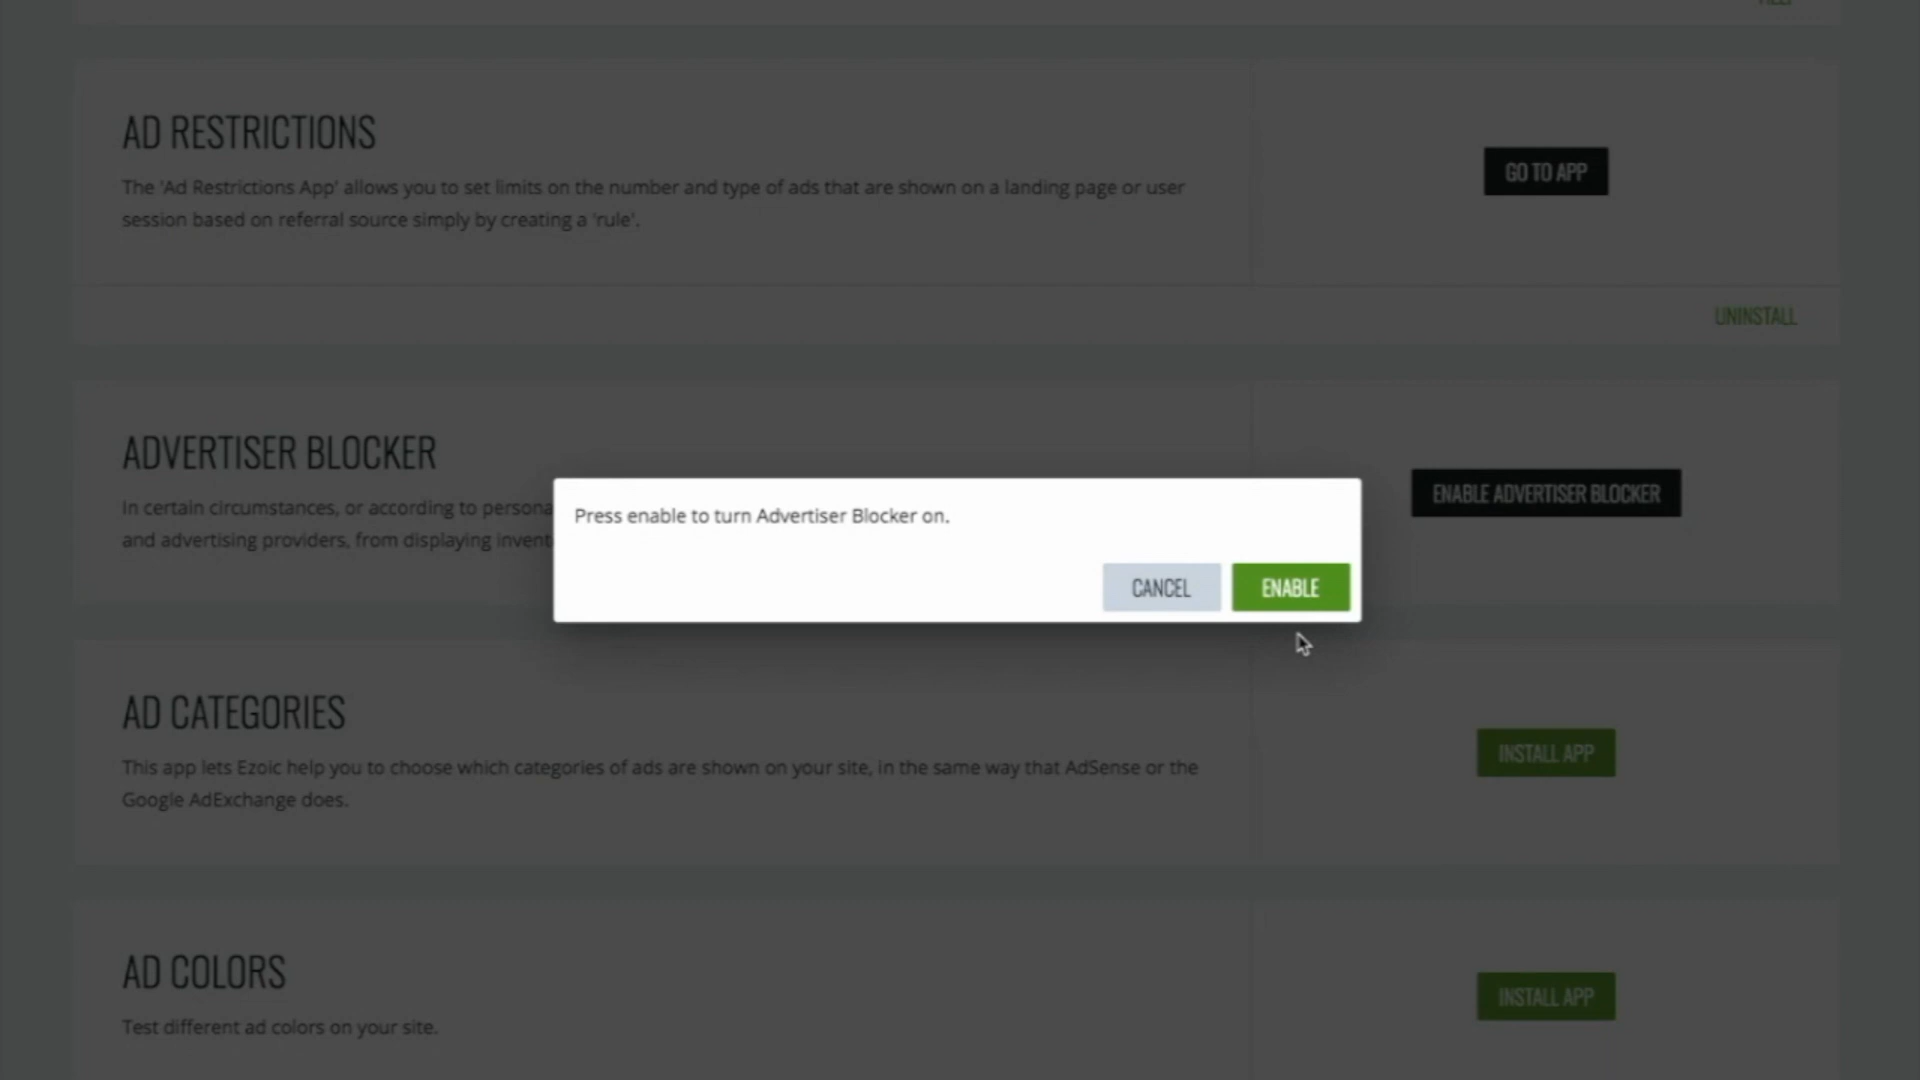 AD RESTRICTIONS
The 'Ad Restrictions App' allows you to set limits on the number and type of ads that are shown on a landing page or user
session based on referral source simply by creating a 'rule'.
GO TO APP
UNINSTALL
ADVERTISER BLOCKER
In certain circumstances, or according to
and advertising providers, from displaying
ENABLE ADVERTISER BLOCKER
Press enable to turn Advertiser Blocker on.
CANCEL
ENABLE
AD CATEGORIES
This app lets Ezoic help you to choose which categories of ads are shown on your site, in the same way that AdSense or the
Google AdExchange does.
INSTALL APP
AD COLORS
Test different ad colors on your site.
INSTALL APP